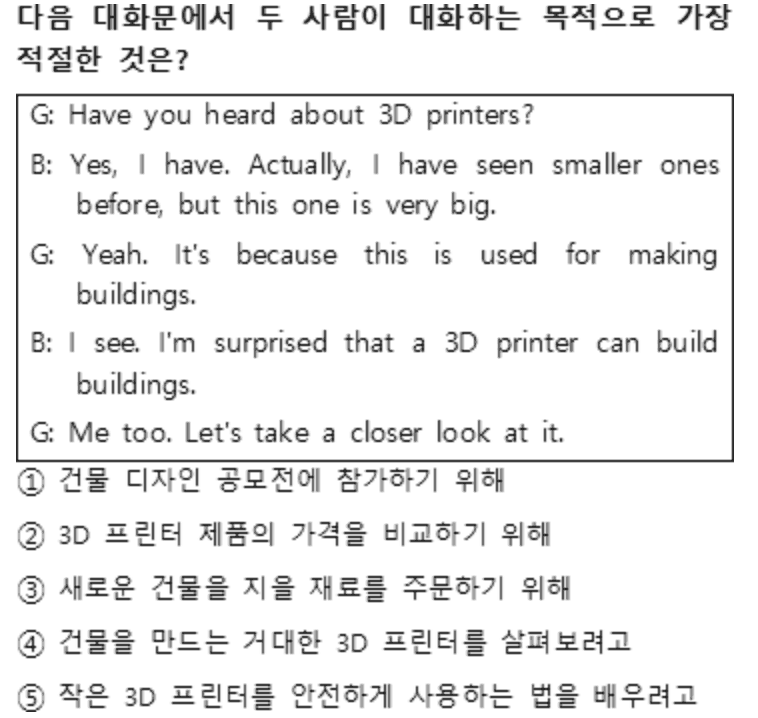 다음 대화문에서 두 사람이 대화하는 목적으로 가장
적절한 것은?
G: Have you heard about 3D printers?
B: Yes, I have. Actually, I have seen smaller ones
before, but this one is very big.
G: Yeah. It's because this is used for making
buildings.
B: I see. I'm surprised that a 3D printer can build
buildings.
G: Me too. Let's take a closer look at it.
① 건물 디자인 공모전에 참가하기 위해
② 3D 프린터 제품의 가격을 비교하기 위해
③ 새로운 건물을 지을 재료를 주문하기 위해
④ 건물을 만드는 거대한 3D 프린터를 살펴보려고
⑤ 작은 3D 프린터를 안전하게 사용하는 법을 배우려고